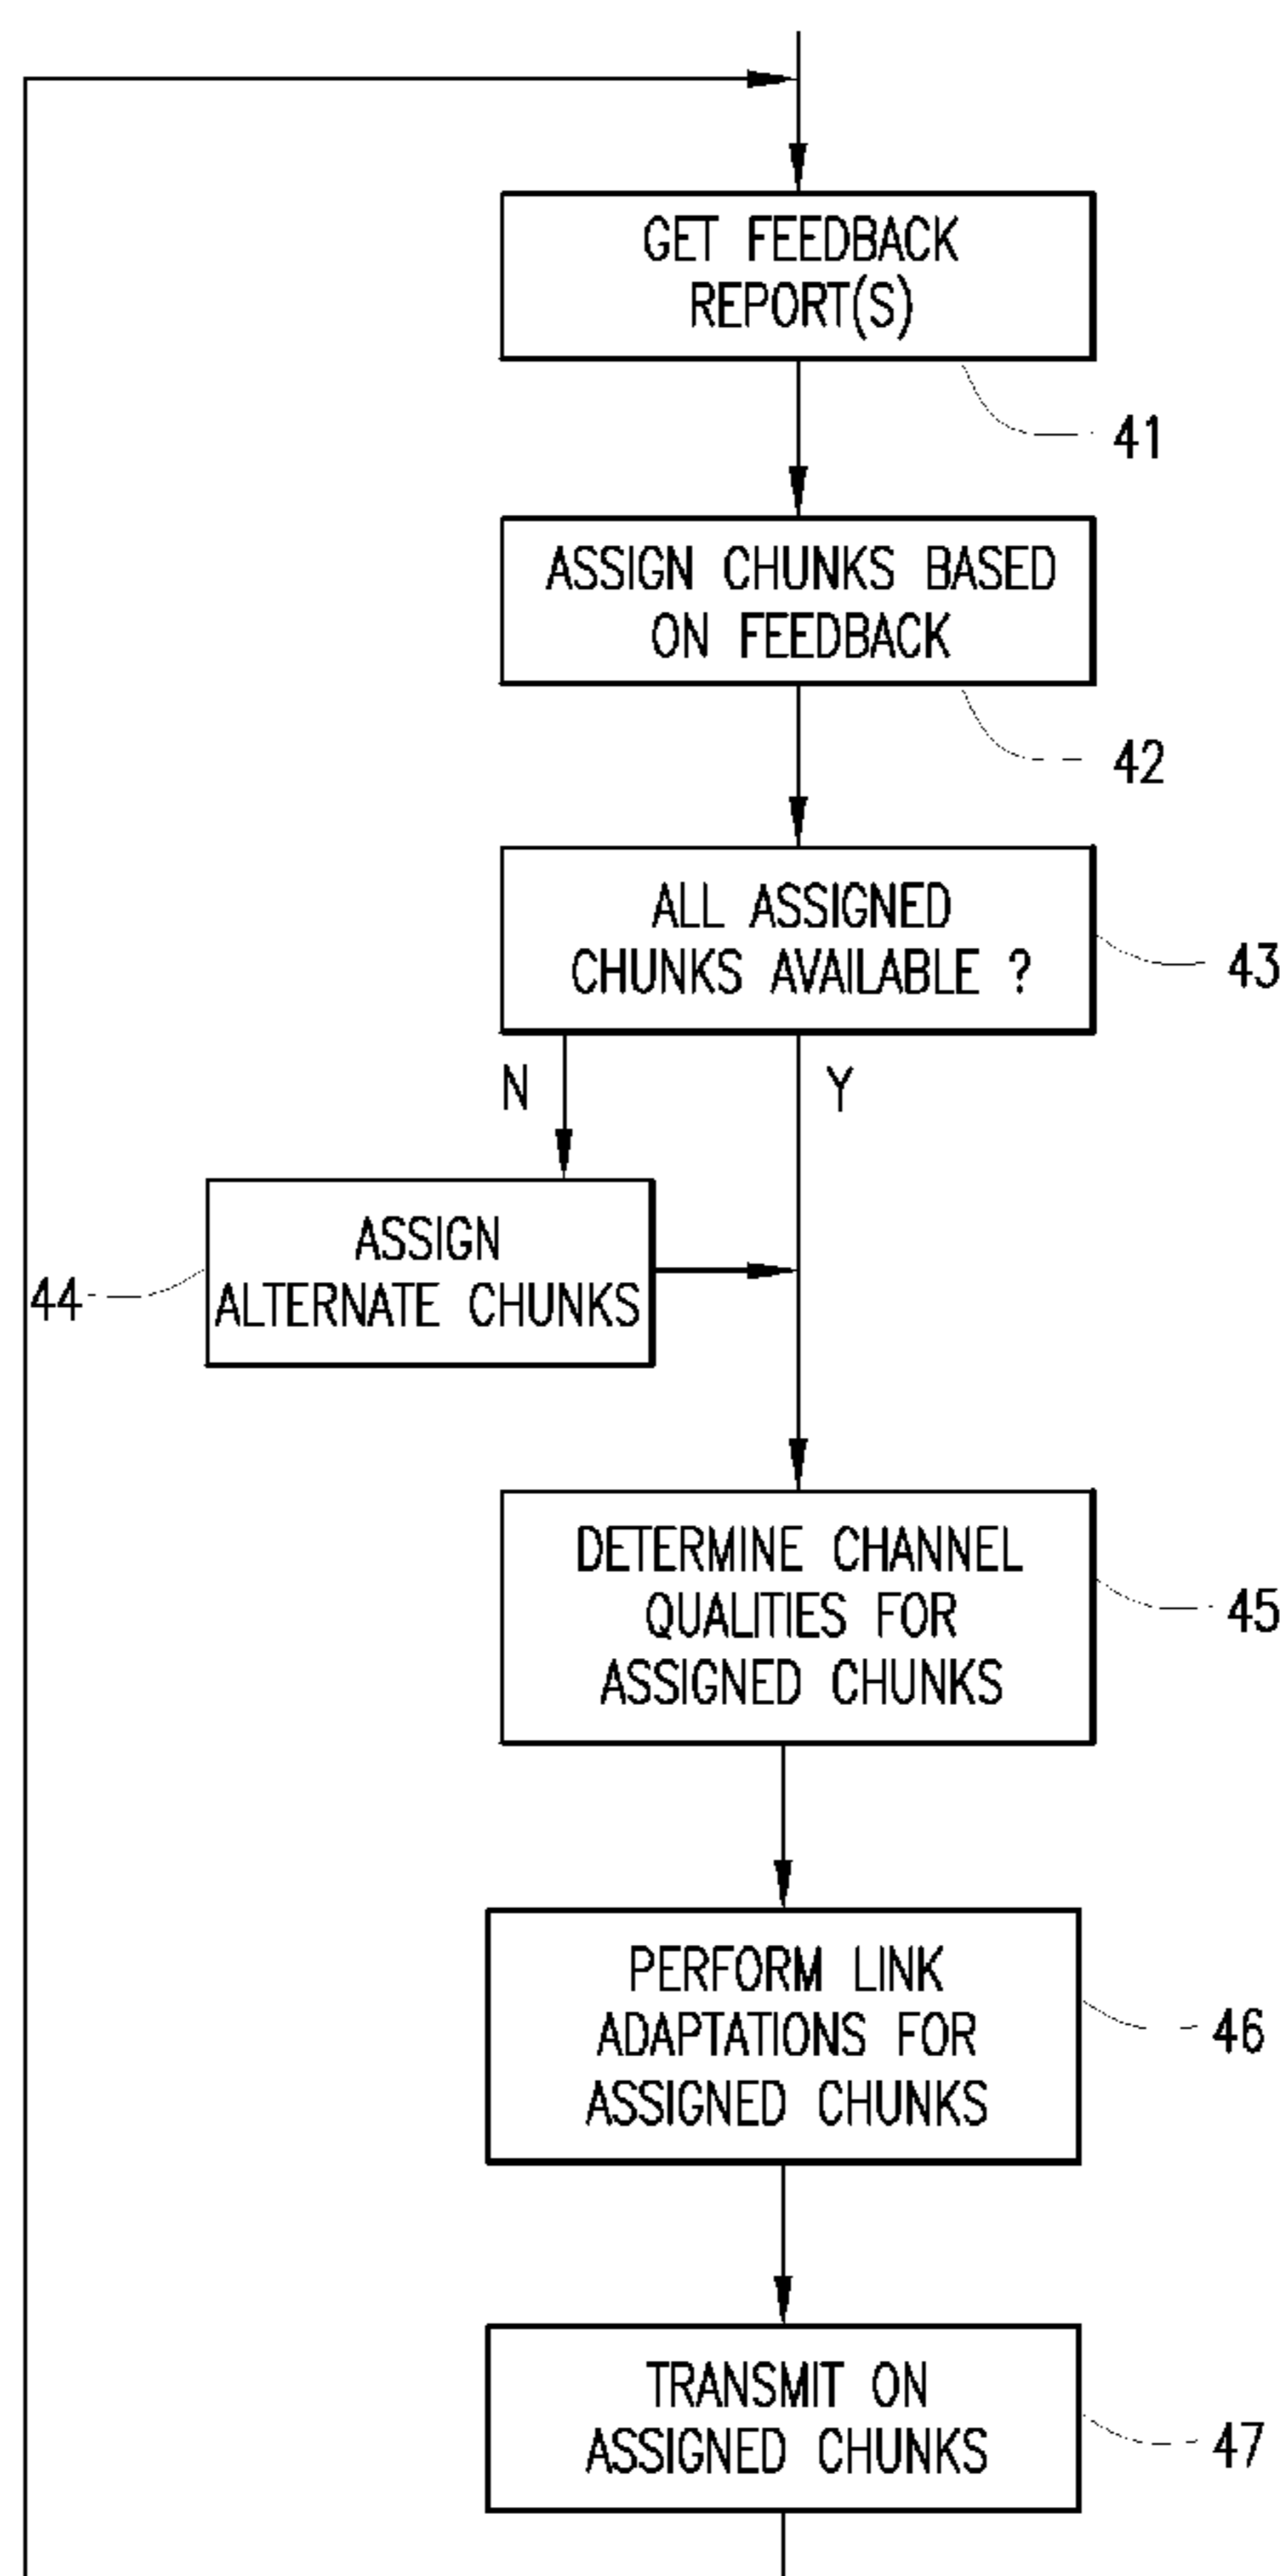 GET FEEDBACK
REPORT(S)
41
ASSIGN CHUNKS BASED
ON FEEDBACK
42
ALL ASSIGNED
CHUNKS AVAILABLE ?
43
N
Y
ASSIGN
ALTERNATE CHUNKS
44
DETERMINE CHANNEL
QUALITIES FOR
ASSIGNED CHUNKS
45
PERFORM LINK
ADAPTATIONS FOR
ASSIGNED CHUNKS
46
TRANSMIT ON
ASSIGNED CHUNKS
47